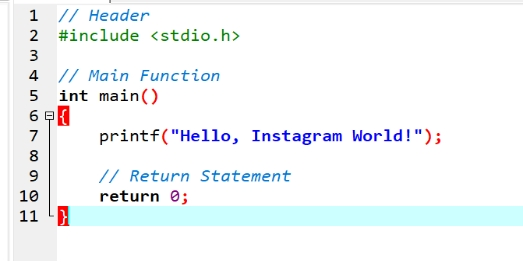 1 // Header
2 #include <stdio.h>
3
4 // Main Function
5 int main()
6 {
7     printf("Hello, Instagram World!");
8
9     // Return Statement
10     return 0;
11 }